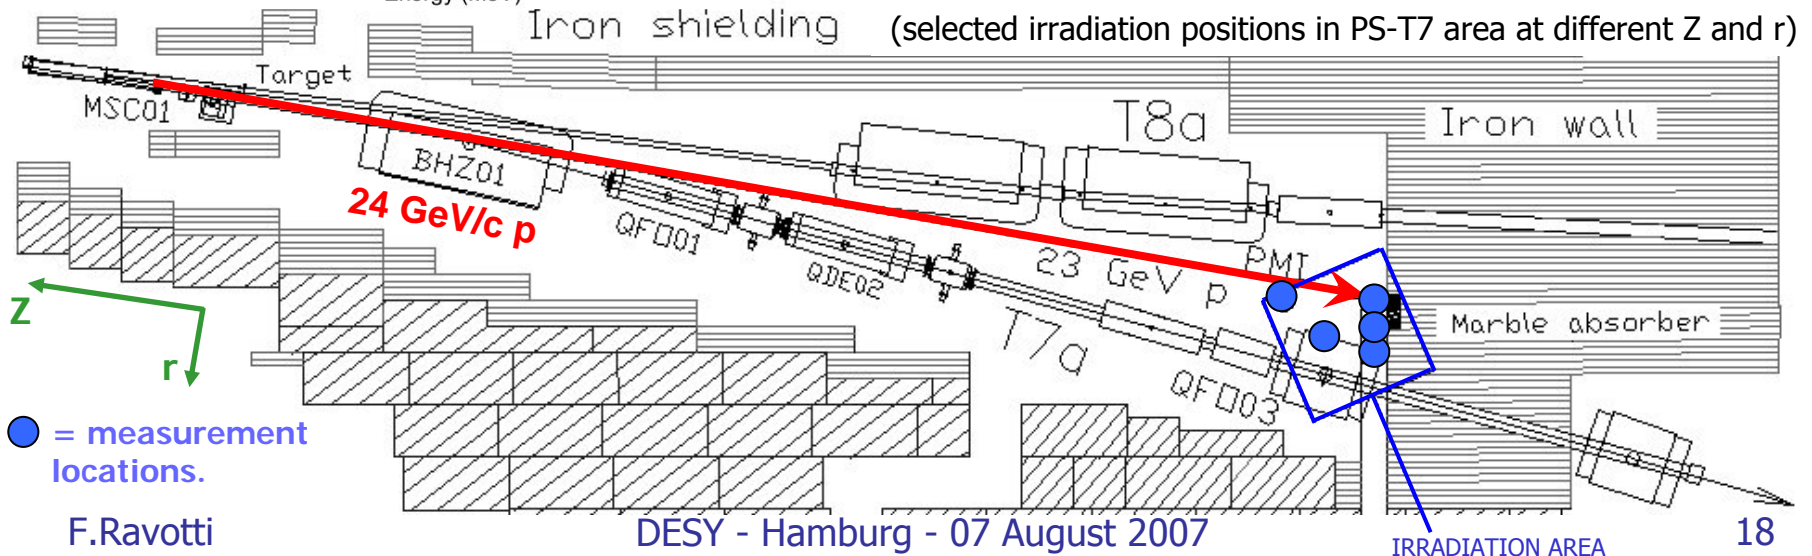 Iron shielding
(selected irradiation positions in PS-T7 area at different Z and r)
Target
MSC01
T8a
Iron wall
BHZ01
24 GeV/c p
QFO01
QDE02
23 GeV p
PMI
Z
r
T7a
Marble absorber
QFO03
= measurement
locations.
F.Ravotti
DESY - Hamburg - 07 August 2007
IRRADIATION AREA
18